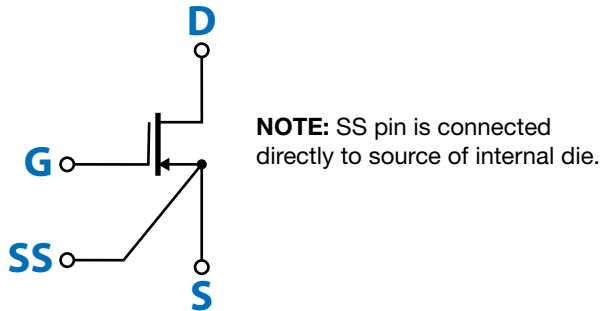 D
NOTE: SS pin is connected
directly to source of internal die.
G
SS
S